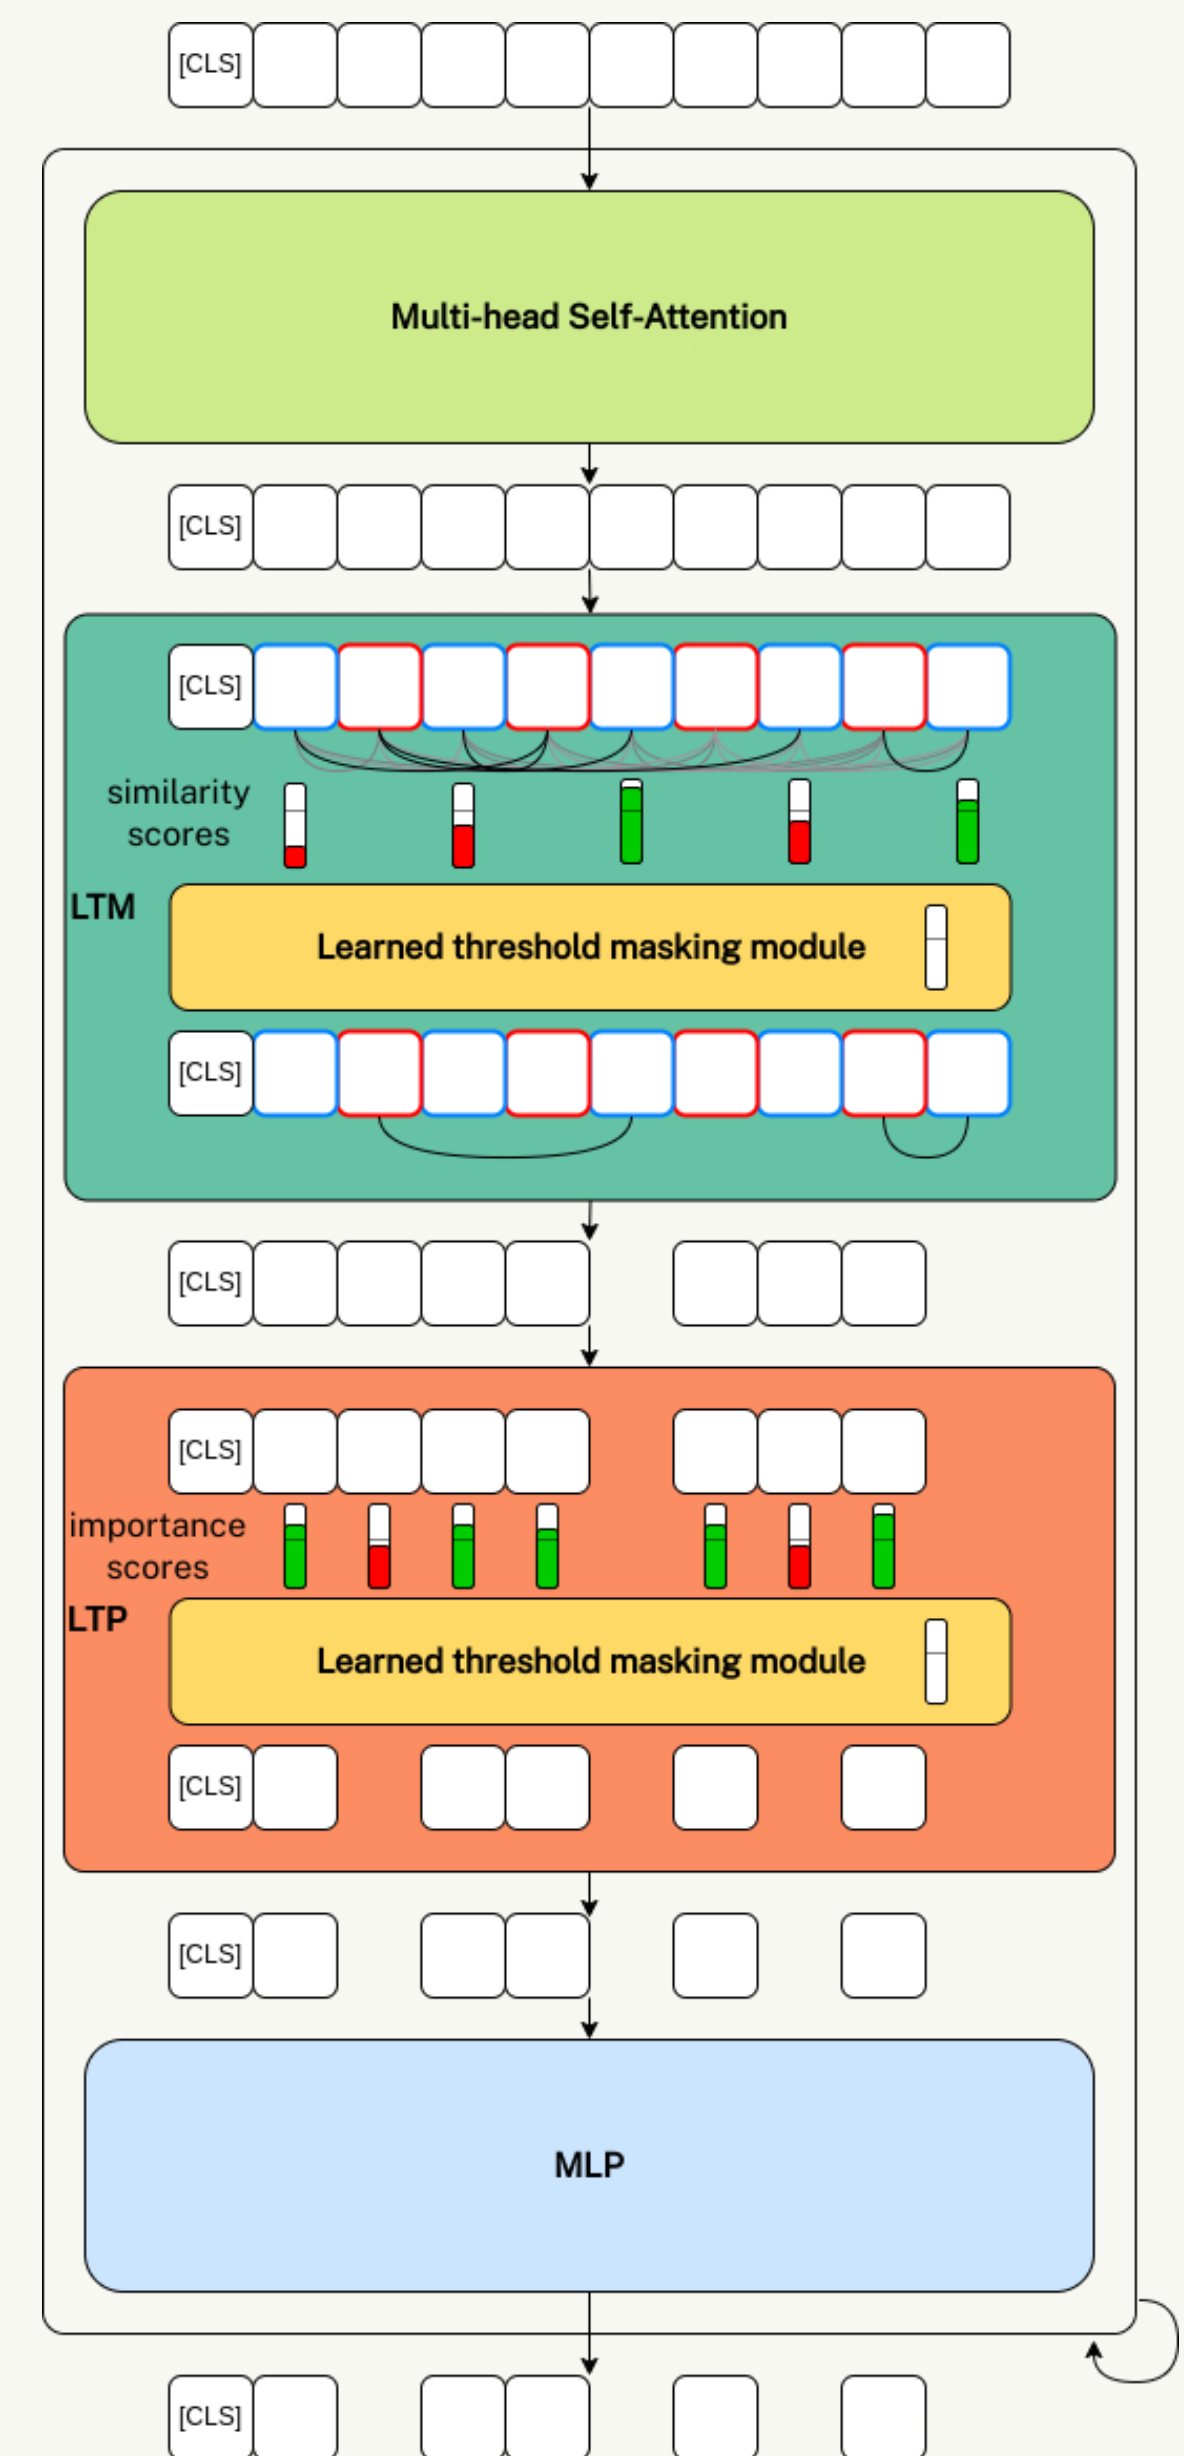 [CLS]
Multi-head Self-Attention
[CLS]
[CLS]
similarity
scores
LTM
Learned threshold masking module
[CLS]
[CLS]
[CLS]
importance
scores
LTP
Learned threshold masking module
[CLS]
[CLS]
MLP
[CLS]